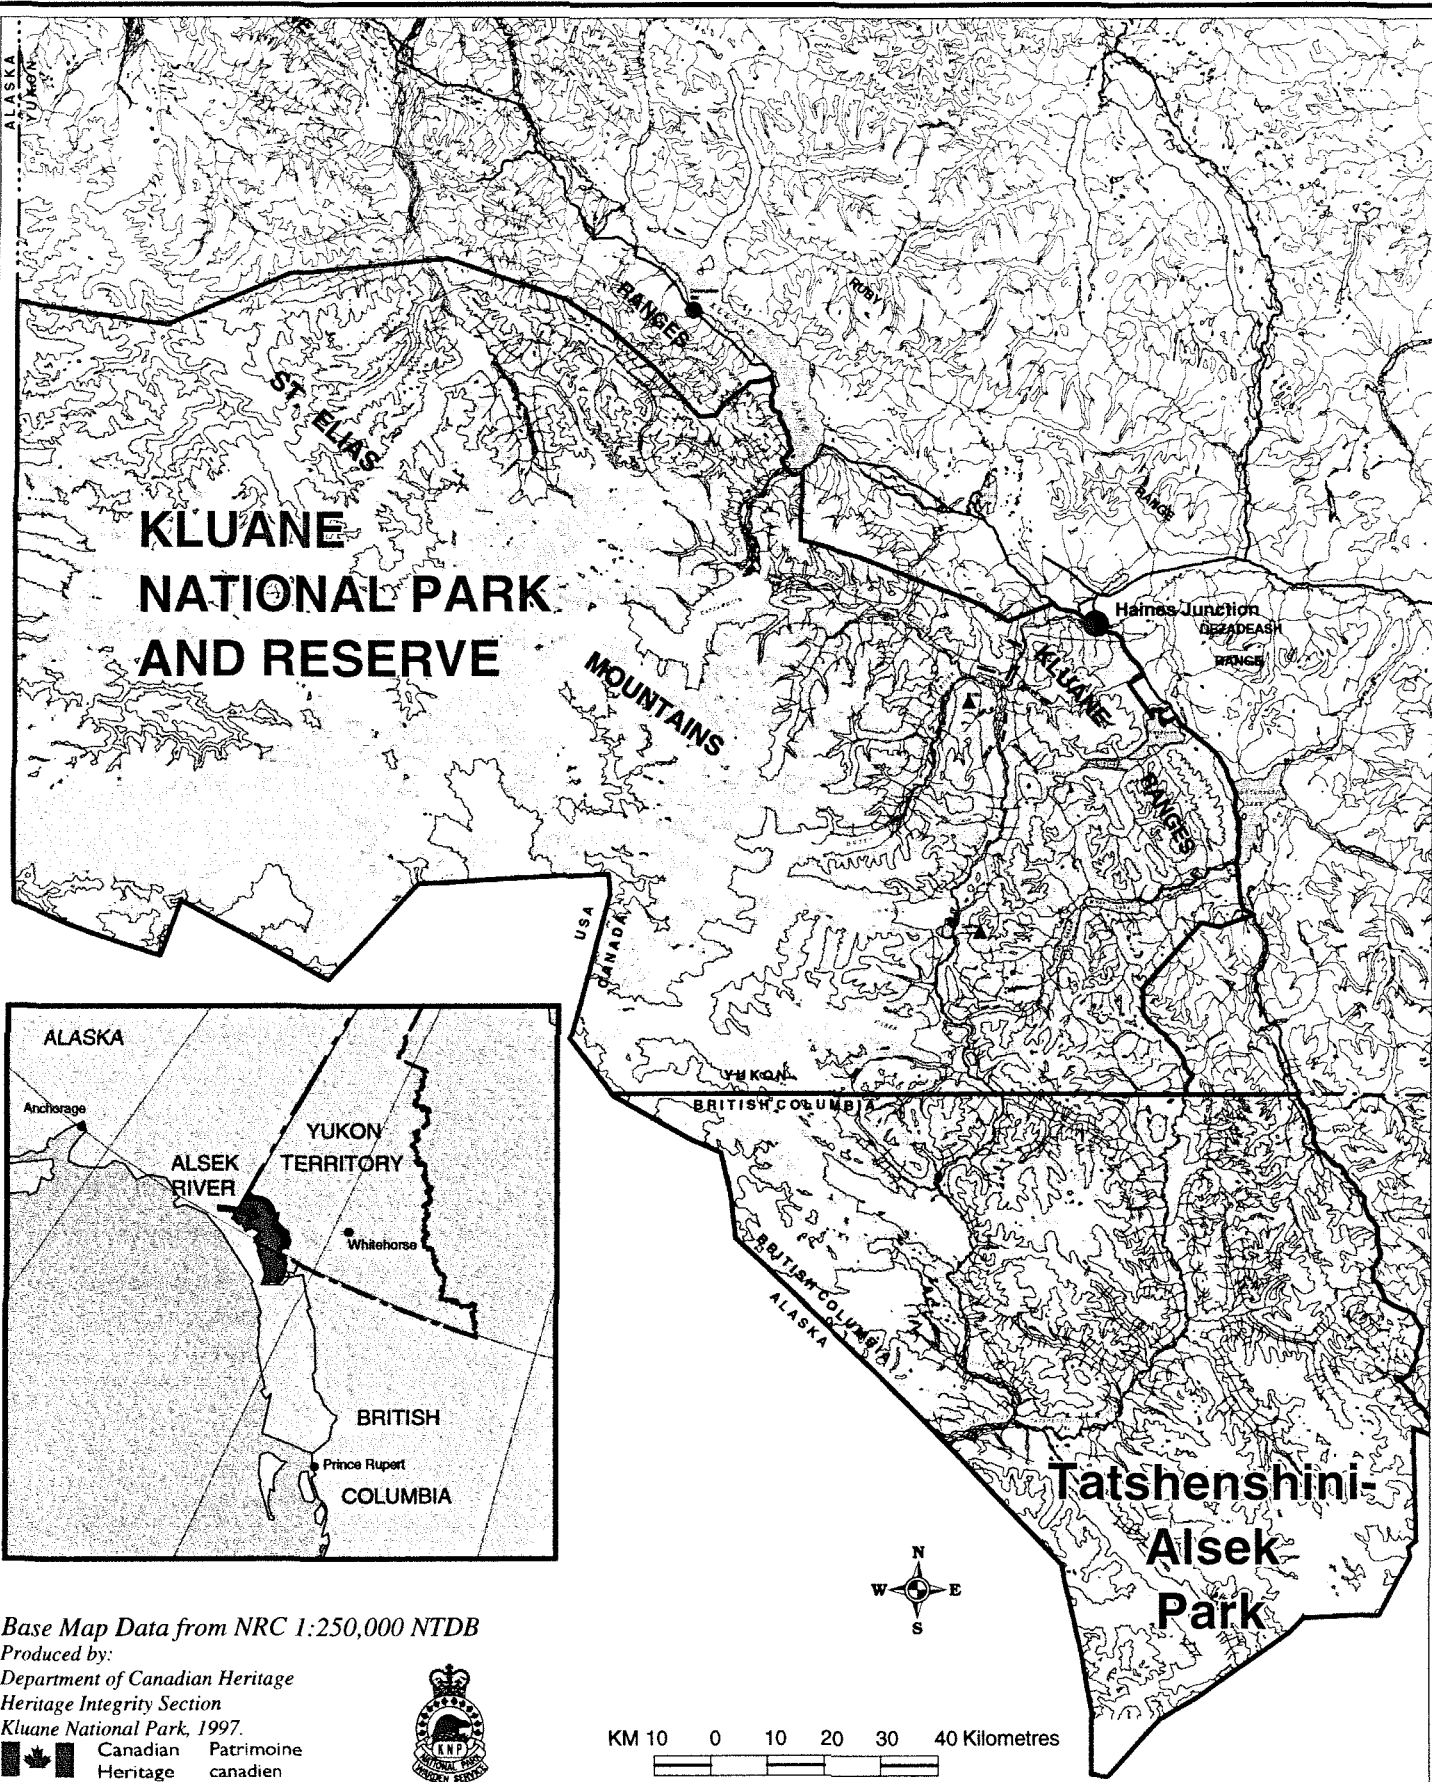 ALASKA
YUKON
RANGES
RUBY
ST. ELIAS
KLUANE
NATIONAL PARK
AND RESERVE
RANGE
Haines Junction
DEZADEASH
RANGE
KLUANE
MOUNTAINS
RANGES
USA
CANADA
YUKON
BRITISH COLUMBIA
BRITISH COLUMBIA
ALASKA
ALASKA
Anchorage
YUKON
TERRITORY
ALSEK
RIVER
Whitehorse
BRITISH
Prince Rupert
COLUMBIA
Tatshenshini-
Alsek
Park
N
W E
S
Base Map Data from NRC 1:250,000 NTDB
Produced by:
Department of Canadian Heritage
Heritage Integrity Section
Kluane National Park, 1997.
Canadian Patrimoine
Heritage canadien
KNP
NATIONAL PARK
WARDEN SERVICE
KM 10 0 10 20 30 40 Kilometres